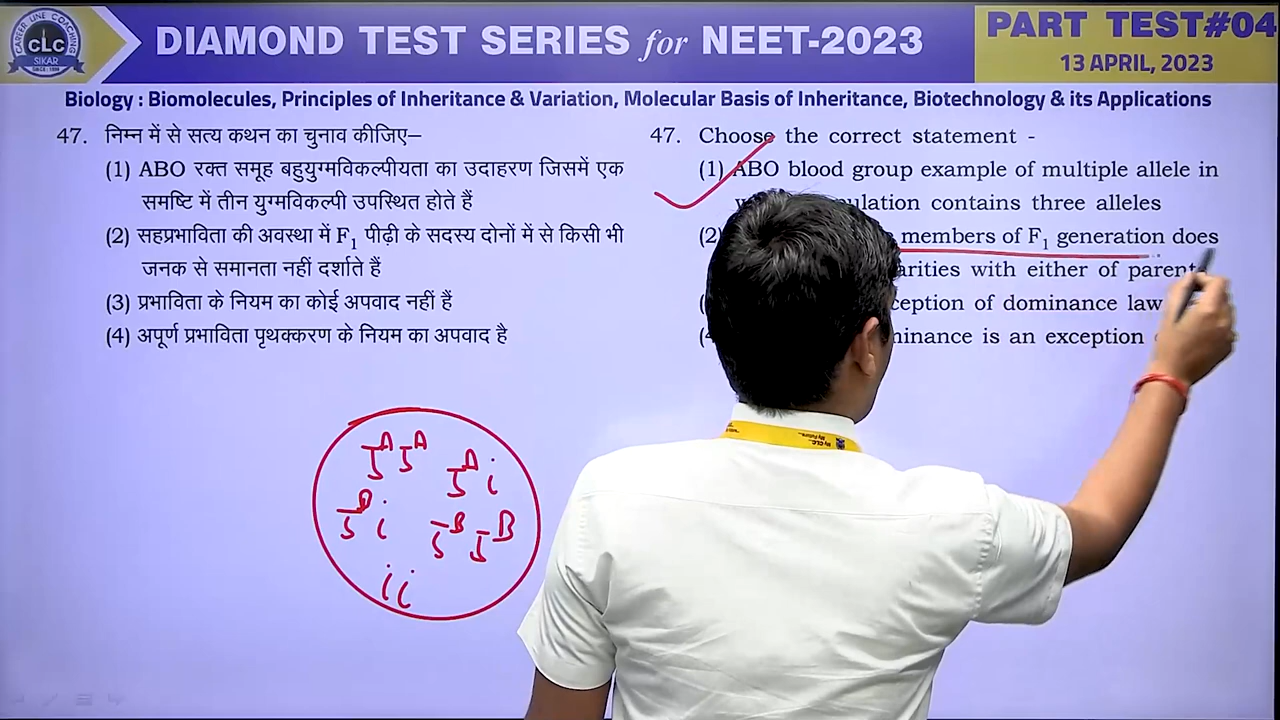 CAREER LINE COACHING
CLC
SIKAR
SINCE : 1996
DIAMOND TEST SERIES for NEET-2023
PART TEST#04
13 APRIL, 2023
Biology : Biomolecules, Principles of Inheritance & Variation, Molecular Basis of Inheritance, Biotechnology & its Applications
47. निम्न में से सत्य कथन का चुनाव कीजिए–
(1) ABO रक्त समूह बहुयुग्मविकल्पीयता का उदाहरण जिसमें एक
समष्टि में तीन युग्मविकल्पी उपस्थित होते हैं
(2) सहप्रभाविता की अवस्था में F₁ पीढ़ी के सदस्य दोनों में से किसी भी
जनक से समानता नहीं दर्शाते हैं
(3) प्रभाविता के नियम का कोई अपवाद नहीं हैं
(4) अपूर्ण प्रभाविता पृथक्करण के नियम का अपवाद है
47. Choose the correct statement -
(1) ABO blood group example of multiple allele in
contains three alleles
(2) members of F₁ generation does
with either of
of dominance law
is an exception
I^A I^A I^A i
I^A i I^B I^B
ii